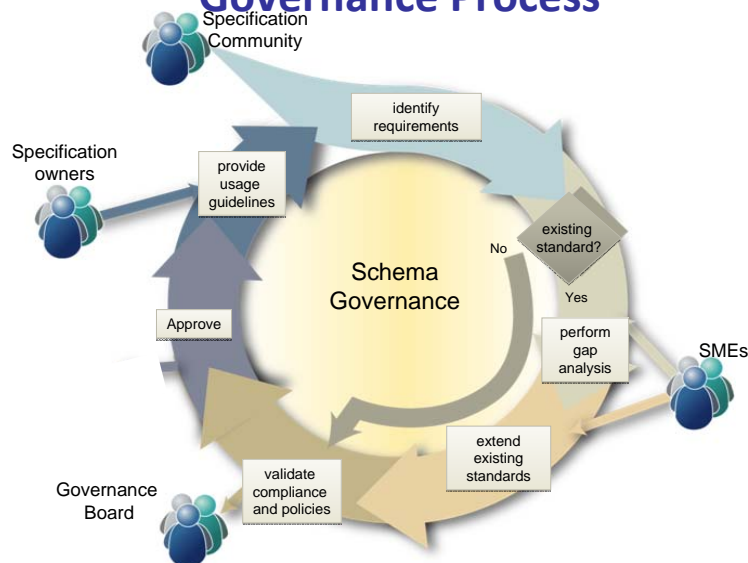 Governance Process
Specification
Community
identify
requirements
Specification
owners
provide
usage
guidelines
existing
standard?
No
Yes
Schema
Governance
Approve
perform
gap
analysis
SMEs
extend
existing
standards
validate
compliance
and policies
Governance
Board